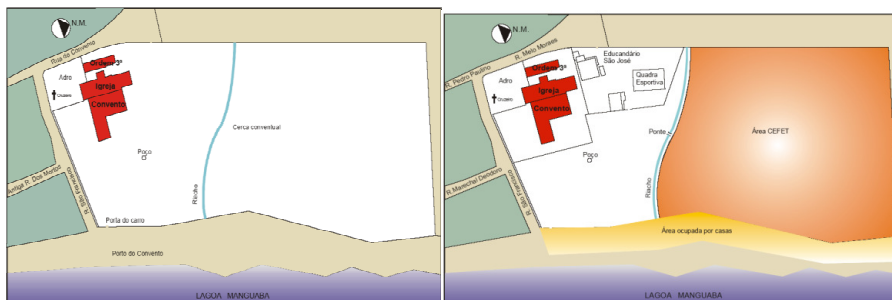 N.M.
Rua do Convento
Adro
Ordem 3ª
Igreja
Cruzeiro
Convento
Cerca conventual
Poço
Riacho
Antiga R. Dos Mortos
R. São Francisco
Porta do carro
Porto do Convento
LAGOA MANGUABA
N.M.
R. Pedro Paulino
R. Melo Moraes
Educandário
São José
Adro
Ordem 3ª
Igreja
Cruzeiro
Convento
Quadra
Esportiva
Ponte
Área CEFET
Poço
Riacho
R. Marechal Deodoro
R. São Francisco
Área ocupada por casas
LAGOA MANGUABA